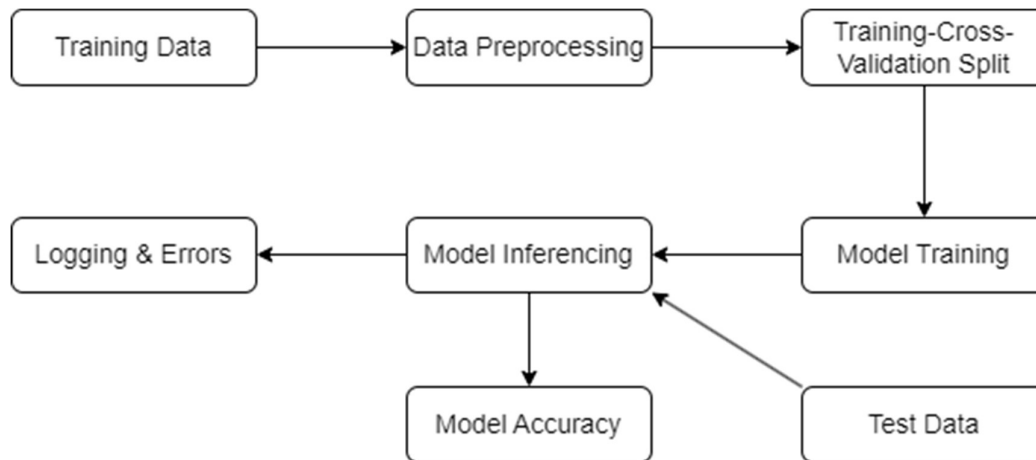 Training Data
Data Preprocessing
Training-Cross-
Validation Split
Logging & Errors
Model Inferencing
Model Training
Model Accuracy
Test Data